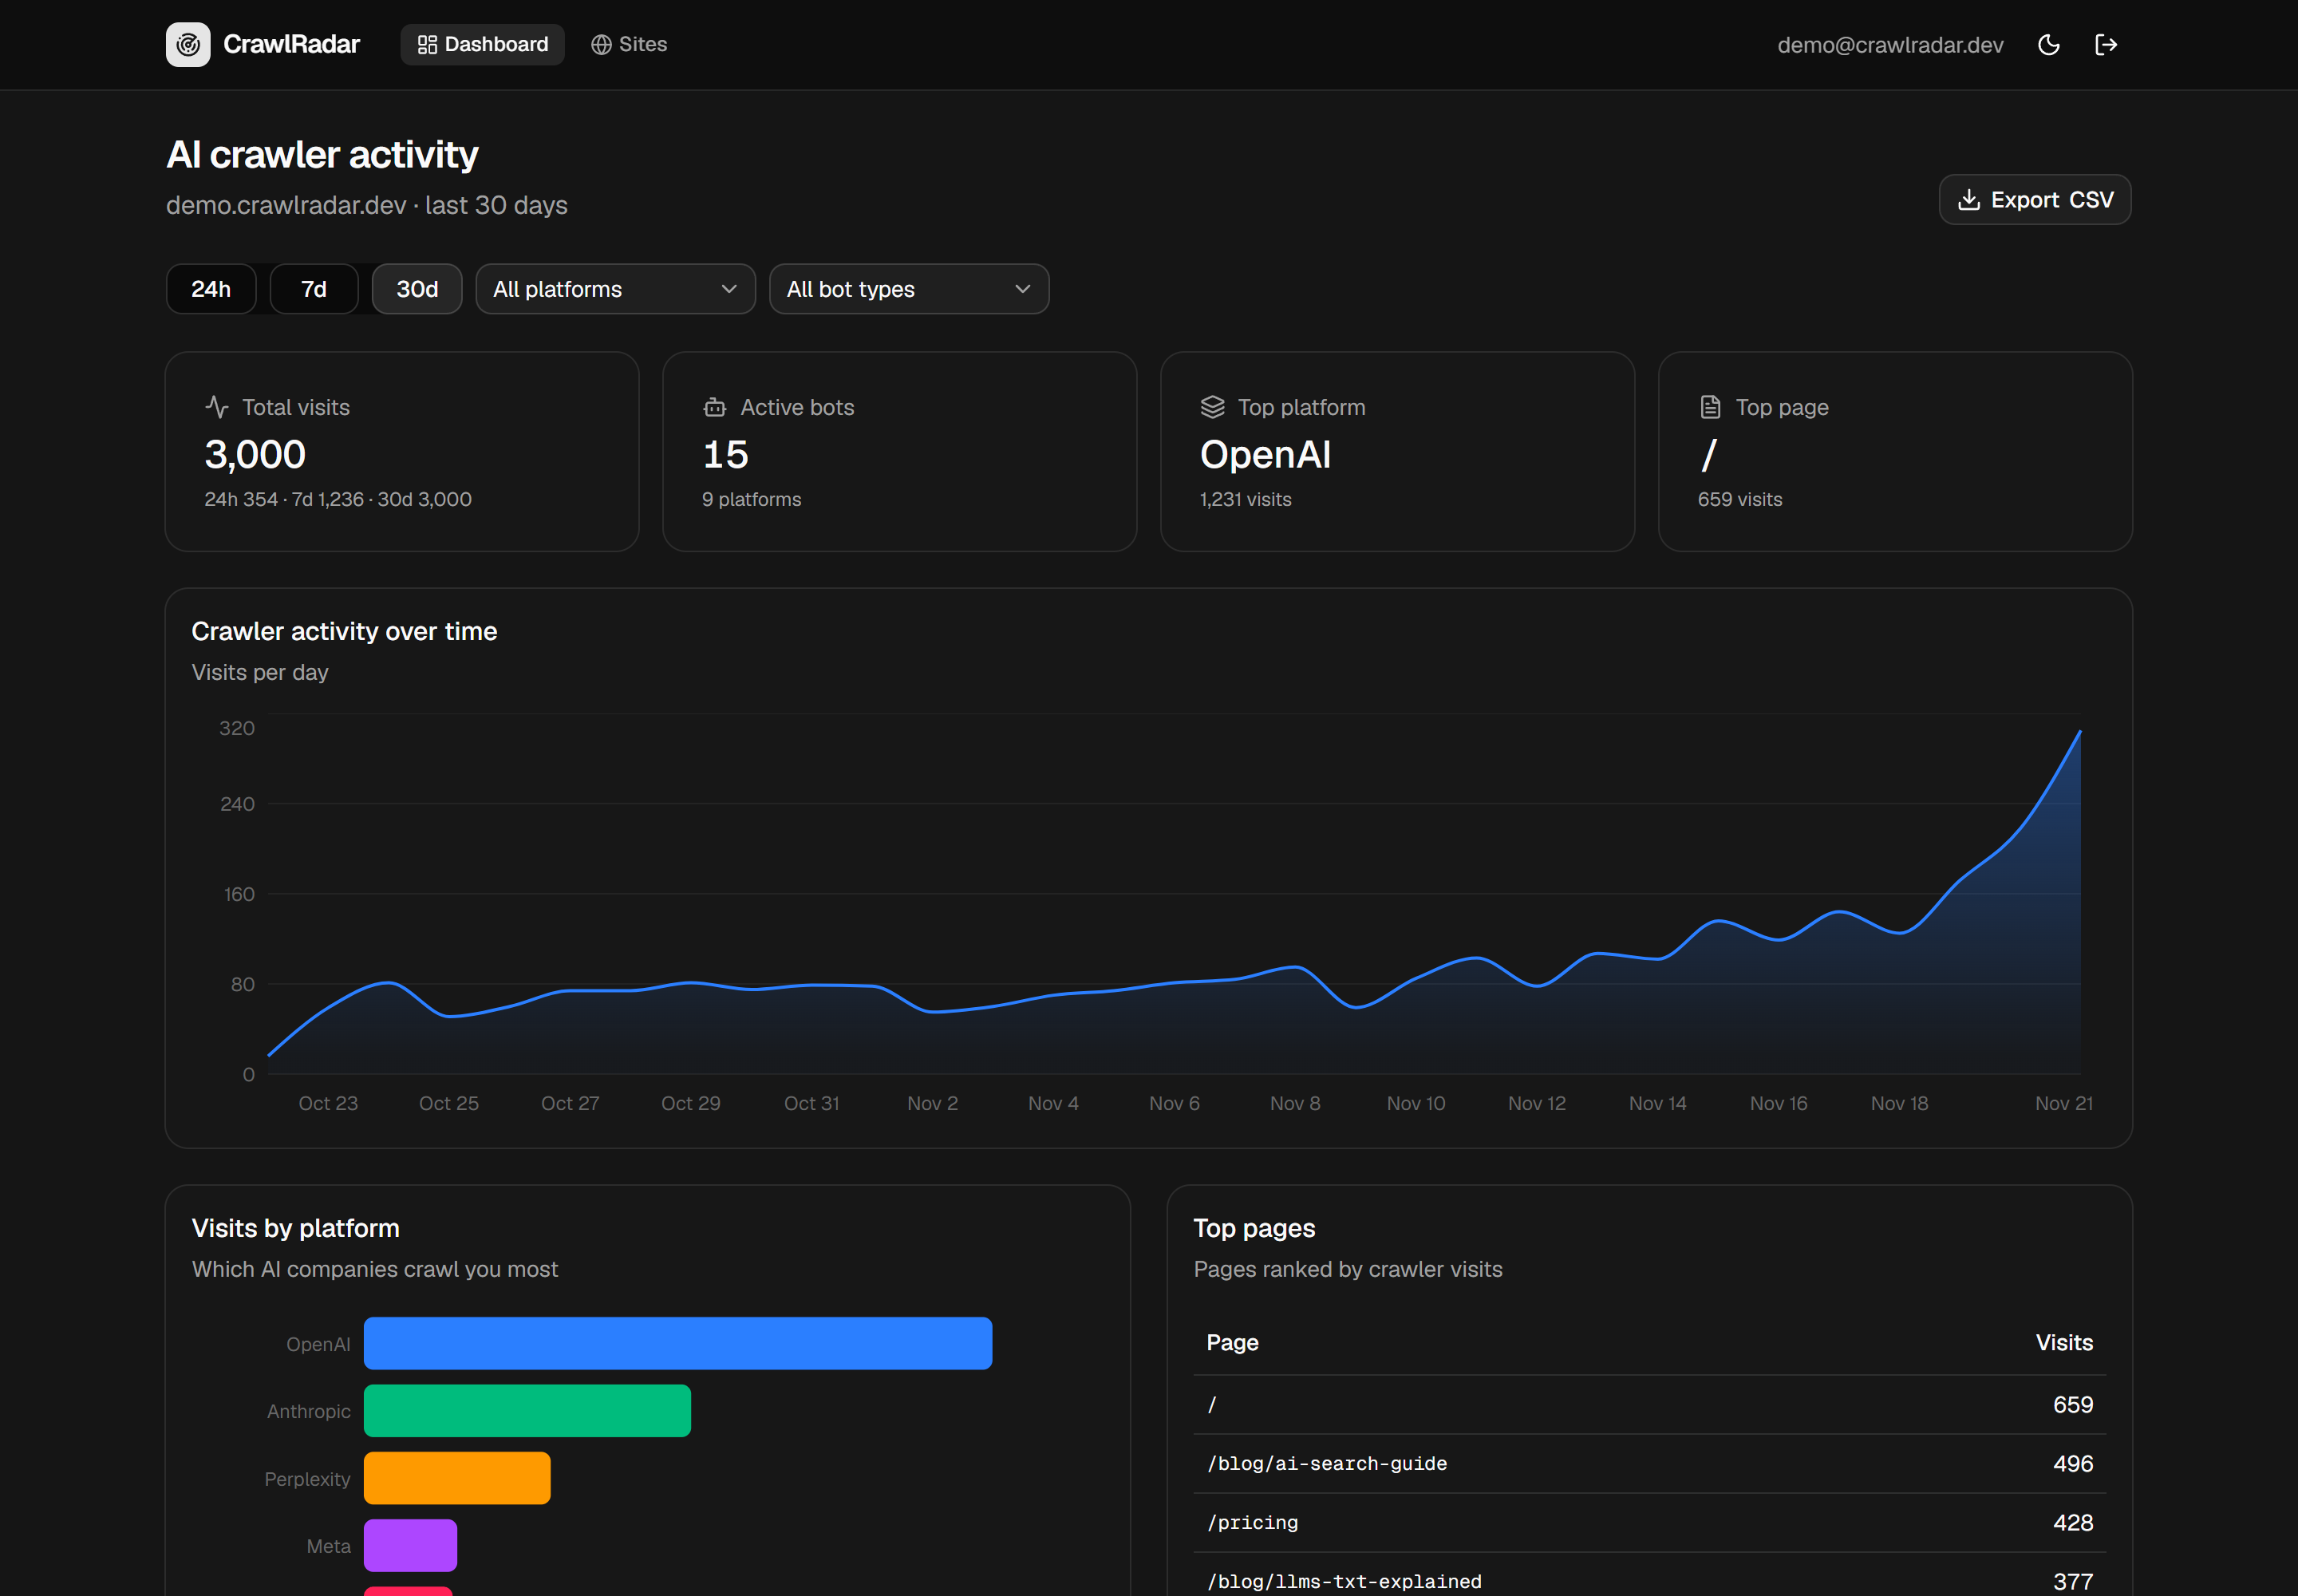 CrawlRadar
Dashboard
Sites
demo@crawlradar.dev
AI crawler activity
demo.crawlradar.dev · last 30 days
Export CSV
24h
7d
30d
All platforms
All bot types
Total visits
3,000
24h 354 · 7d 1,236 · 30d 3,000
Active bots
15
9 platforms
Top platform
OpenAI
1,231 visits
Top page
/
659 visits
Crawler activity over time
Visits per day
320
240
160
80
0
Oct 23
Oct 25
Oct 27
Oct 29
Oct 31
Nov 2
Nov 4
Nov 6
Nov 8
Nov 10
Nov 12
Nov 14
Nov 16
Nov 18
Nov 21
Visits by platform
Which AI companies crawl you most
OpenAI
Anthropic
Perplexity
Meta
Top pages
Pages ranked by crawler visits
Page Visits
/ 659
/blog/ai-search-guide 496
/pricing 428
/blog/llms-txt-explained 377